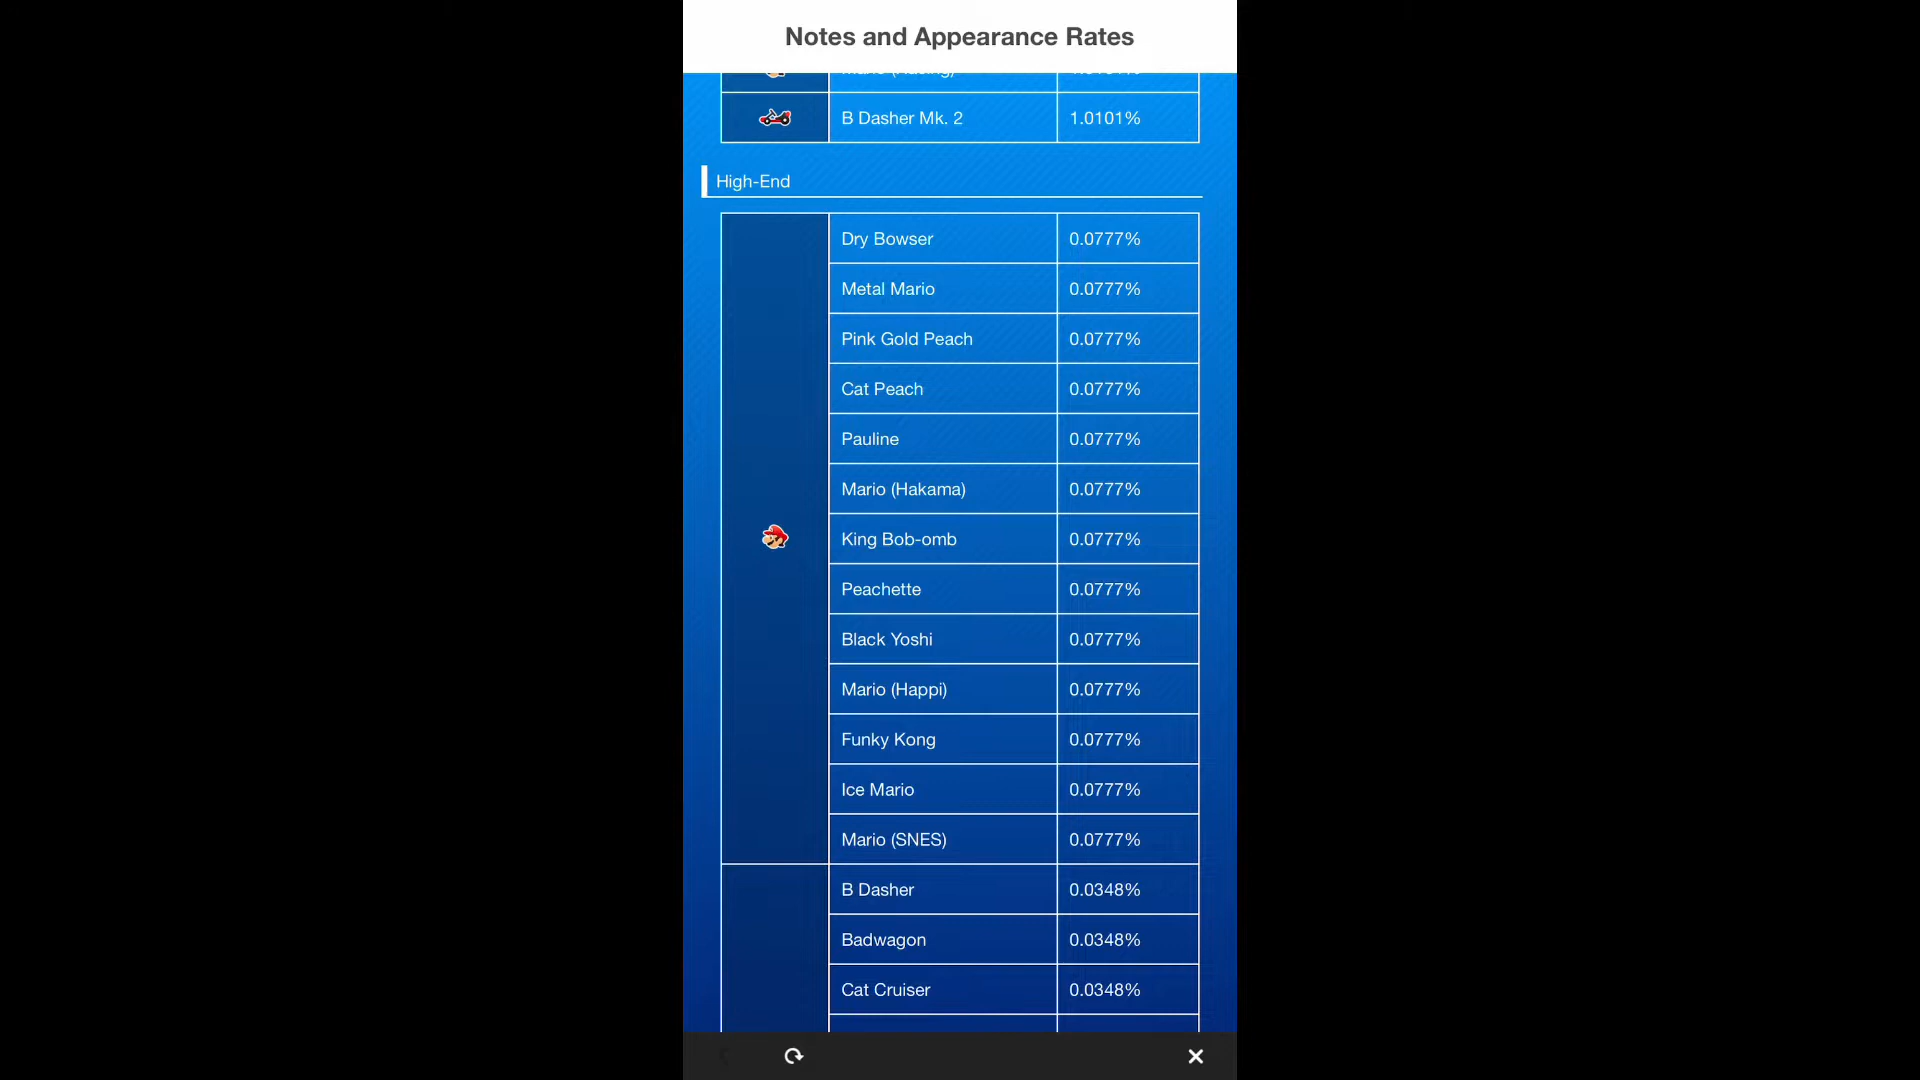 Notes and Appearance Rates
B Dasher Mk. 2 1.0101%
High-End
Dry Bowser 0.0777%
Metal Mario 0.0777%
Pink Gold Peach 0.0777%
Cat Peach 0.0777%
Pauline 0.0777%
Mario (Hakama) 0.0777%
King Bob-omb 0.0777%
Peachette 0.0777%
Black Yoshi 0.0777%
Mario (Happi) 0.0777%
Funky Kong 0.0777%
Ice Mario 0.0777%
Mario (SNES) 0.0777%
B Dasher 0.0348%
Badwagon 0.0348%
Cat Cruiser 0.0348%